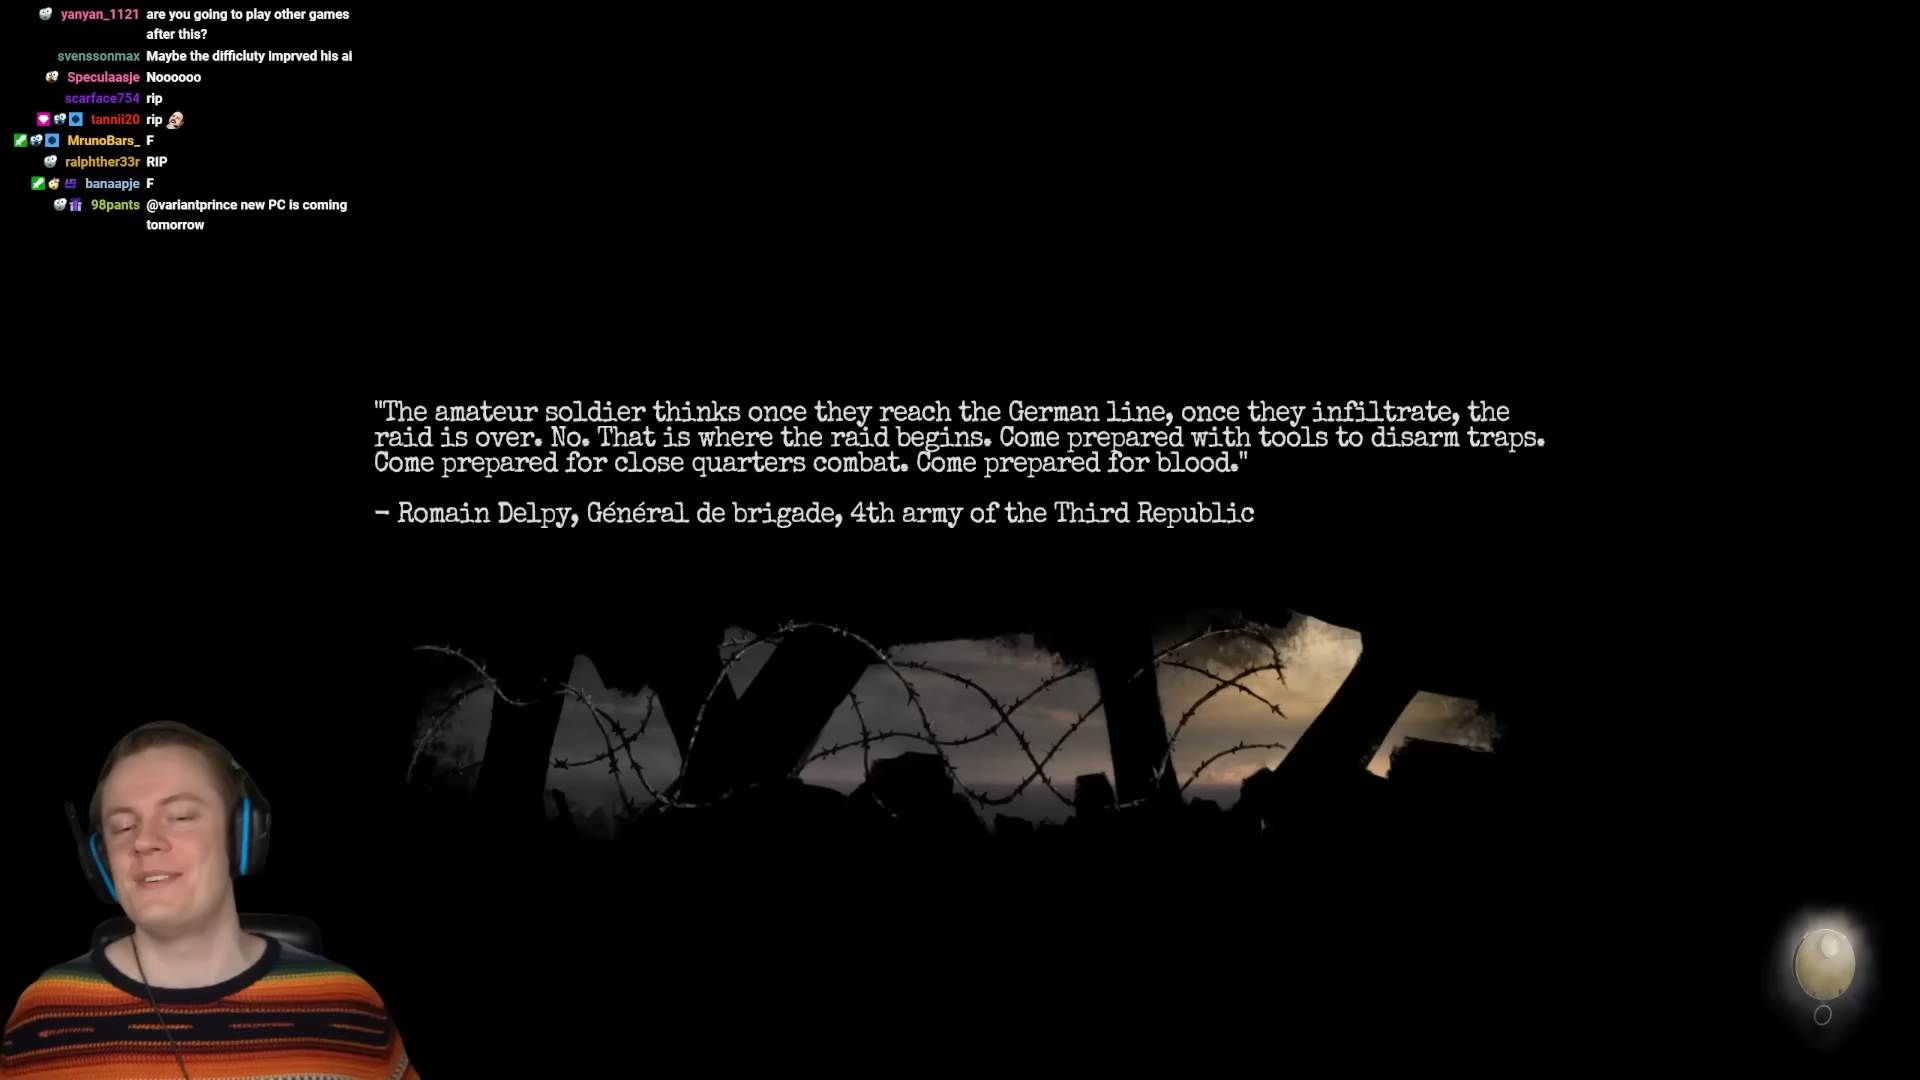 yanyan_1121 are you going to play other games
after this?
svenssonmax Maybe the difficluty imprved his ai
Speculaasje Noooooo
scarface754 rip
tannii20 rip
MrunoBars_ F
ralphther33r RIP
banaapje F
98pants @variantprince new PC is coming
tomorrow
"The amateur soldier thinks once they reach the German line, once they infiltrate, the
raid is over. No. That is where the raid begins. Come prepared with tools to disarm traps.
Come prepared for close quarters combat. Come prepared for blood."
- Romain Delpy, Général de brigade, 4th army of the Third Republic